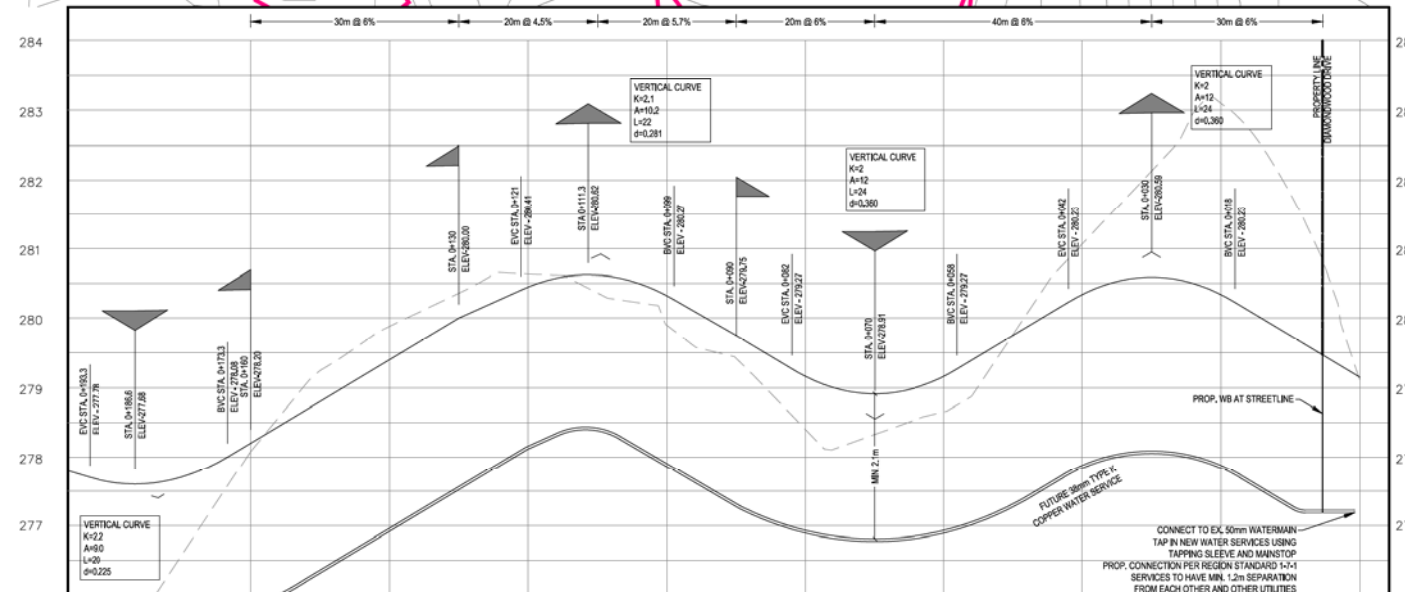 30m @ 6%
20m @ 4.5%
20m @ 5.7%
20m @ 6%
40m @ 6%
30m @ 6%
284
283
282
281
280
279
278
277
VERTICAL CURVE
K=2.1
A=10.2
L=22
d=0.281
VERTICAL CURVE
K=2
A=12
L=24
d=0.360
VERTICAL CURVE
K=2
A=12
L=24
d=0.360
PROPERTY LINE
DIAMONDWOOD DRIVE
EVC STA. 0+193.3
ELEV - 277.78
STA. 0+186.6
ELEV-277.68
BVC STA. 0+173.3
ELEV - 278.08
STA. 0+160
ELEV-278.20
STA. 0+130
ELEV-280.00
EVC STA. 0+121
ELEV - 280.41
STA 0+111.3
ELEV-280.62
BVC STA. 0+099
ELEV - 280.27
STA. 0+090
ELEV-279.75
EVC STA. 0+082
ELEV - 279.27
STA. 0+070
ELEV-278.91
BVC STA. 0+058
ELEV - 279.27
EVC STA. 0+042
ELEV - 280.23
STA. 0+030
ELEV-280.59
BVC STA. 0+018
ELEV - 280.23
PROP. WB AT STREETLINE
MIN 2.1m
FUTURE 38mm TYPE K
COPPER WATER SERVICE
VERTICAL CURVE
K=22
A=90
L=20
d=0.225
CONNECT TO EX. 50mm WATERMAIN
TAP IN NEW WATER SERVICES USING
TAPPING SLEEVE AND MAINSTOP
PROP. CONNECTION PER REGION STANDARD 1-7-1
SERVICES TO HAVE MIN. 1.2m SEPARATION
FROM EACH OTHER AND OTHER UTILITIES